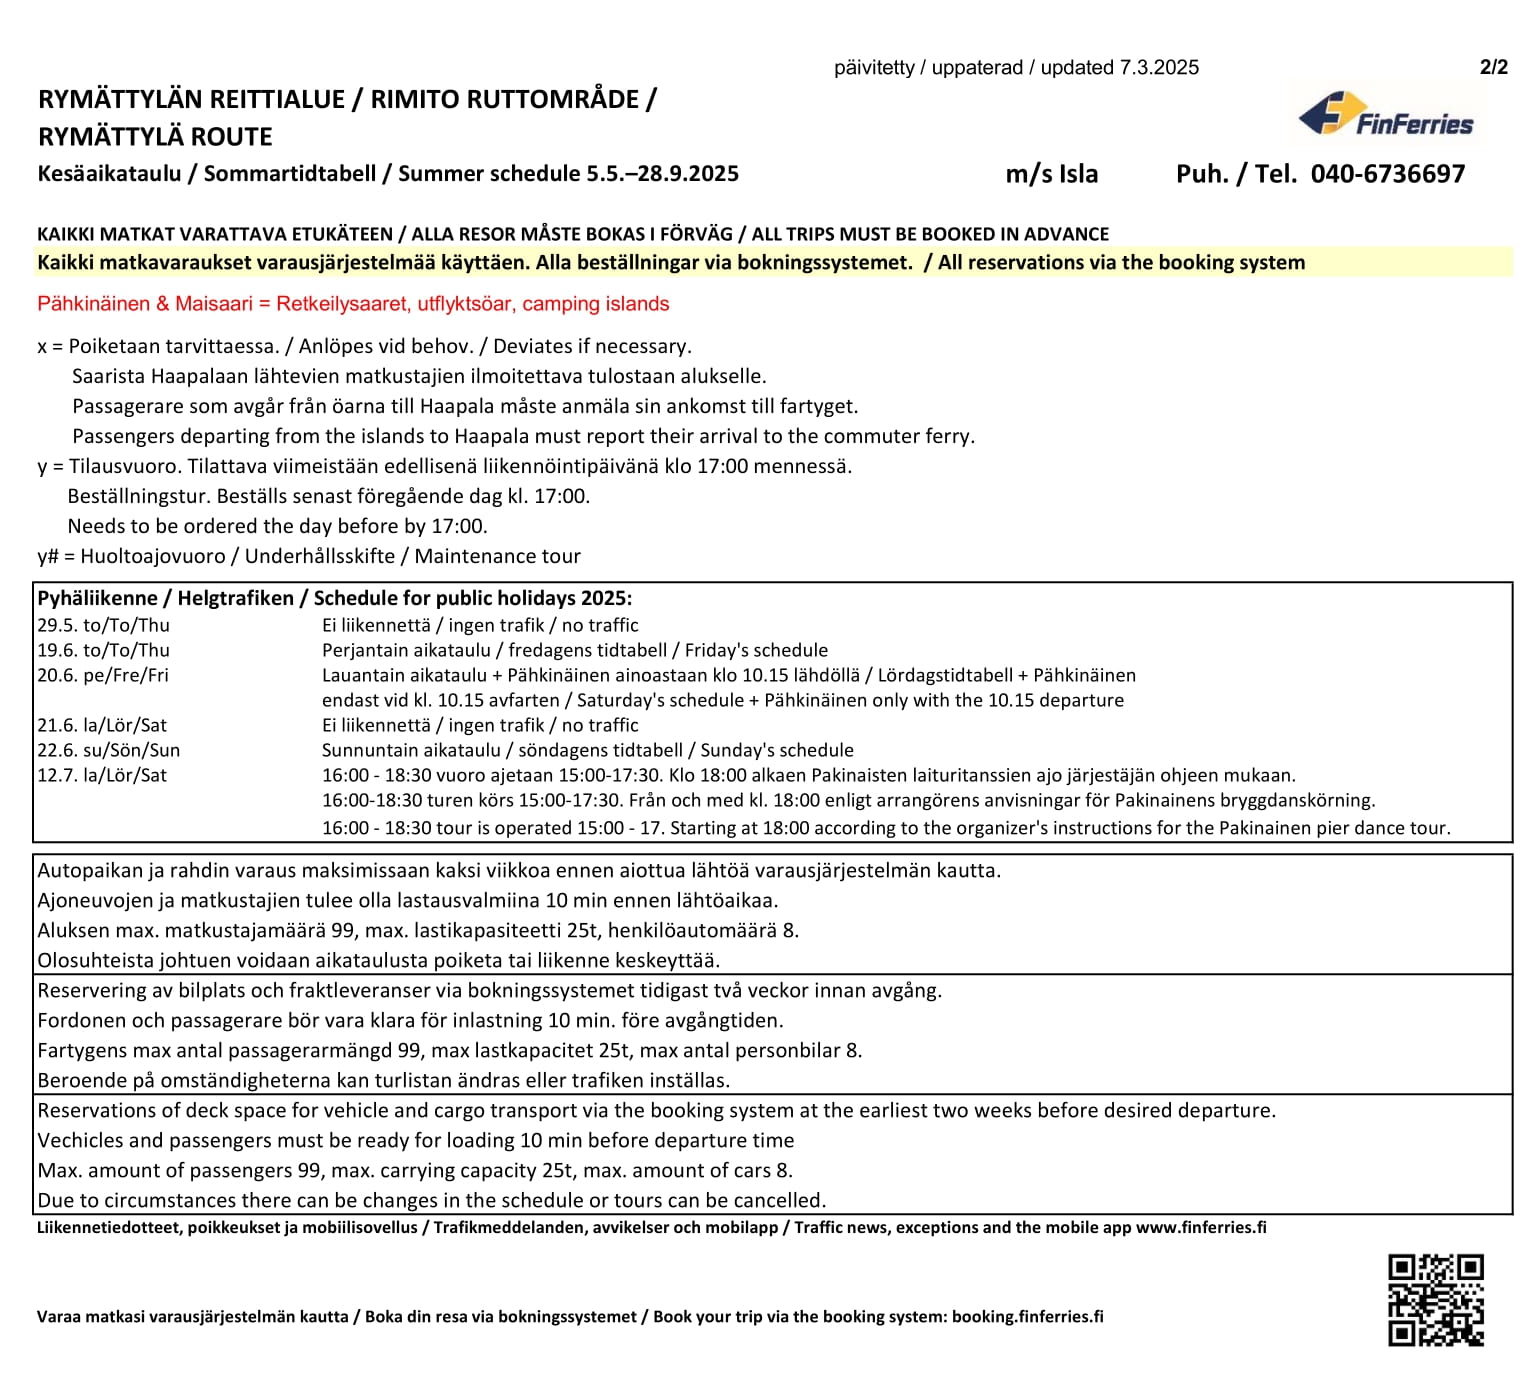 päivitetty / uppaterad / updated 7.3.2025 2/2
RYMÄTTYLÄN REITTIALUE / RIMITO RUTTOMRÅDE /
RYMÄTTYLÄ ROUTE
FinFerries
Kesäaikataulu / Sommartidtabell / Summer schedule 5.5.–28.9.2025 m/s Isla Puh. / Tel. 040-6736697
KAIKKI MATKAT VARATTAVA ETUKÄTEEN / ALLA RESOR MÅSTE BOKAS I FÖRVÄG / ALL TRIPS MUST BE BOOKED IN ADVANCE
Kaikki matkavaraukset varausjärjestelmää käyttäen. Alla beställningar via bokningssystemet. / All reservations via the booking system
Pähkinäinen & Maisaari = Retkeilysaaret, utflyktsöar, camping islands
x = Poiketaan tarvittaessa. / Anlöpes vid behov. / Deviates if necessary.
Saarista Haapalaan lähtevien matkustajien ilmoitettava tulostaan alukselle.
Passagerare som avgår från öarna till Haapala måste anmäla sin ankomst till fartyget.
Passengers departing from the islands to Haapala must report their arrival to the commuter ferry.
y = Tilausvuoro. Tilattava viimeistään edellisenä liikennöintipäivänä klo 17:00 mennessä.
Beställningstur. Beställs senast föregående dag kl. 17:00.
Needs to be ordered the day before by 17:00.
y# = Huoltoajovuoro / Underhållsskifte / Maintenance tour
Pyhäliikenne / Helgtrafiken / Schedule for public holidays 2025:
29.5. to/To/Thu Ei liikennettä / ingen trafik / no traffic
19.6. to/To/Thu Perjantain aikataulu / fredagens tidtabell / Friday's schedule
20.6. pe/Fre/Fri Lauantain aikataulu + Pähkinäinen ainoastaan klo 10.15 lähdöllä / Lördagstidtabell + Pähkinäinen
endast vid kl. 10.15 avfarten / Saturday's schedule + Pähkinäinen only with the 10.15 departure
21.6. la/Lör/Sat Ei liikennettä / ingen trafik / no traffic
22.6. su/Sön/Sun Sunnuntain aikataulu / söndagens tidtabell / Sunday's schedule
12.7. la/Lör/Sat 16:00 - 18:30 vuoro ajetaan 15:00-17:30. Klo 18:00 alkaen Pakinaisten laituritanssien ajo järjestäjän ohjeen mukaan.
16:00-18:30 turen körs 15:00-17:30. Från och med kl. 18:00 enligt arrangörens anvisningar för Pakinainens bryggdanskörning.
16:00 - 18:30 tour is operated 15:00 - 17. Starting at 18:00 according to the organizer's instructions for the Pakinainen pier dance tour.
Autopaikan ja rahdin varaus maksimissaan kaksi viikkoa ennen aiottua lähtöä varausjärjestelmän kautta.
Ajoneuvojen ja matkustajien tulee olla lastausvalmiina 10 min ennen lähtöaikaa.
Aluksen max. matkustajamäärä 99, max. lastikapasiteetti 25t, henkilöautomäärä 8.
Olosuhteista johtuen voidaan aikataulusta poiketa tai liikenne keskeyttää.
Reservering av bilplats och fraktleveranser via bokningssystemet tidigast två veckor innan avgång.
Fordonen och passagerare bör vara klara för inlastning 10 min. före avgångtiden.
Fartygens max antal passagerarmängd 99, max lastkapacitet 25t, max antal personbilar 8.
Beroende på omständigheterna kan turlistan ändras eller trafiken inställas.
Reservations of deck space for vehicle and cargo transport via the booking system at the earliest two weeks before desired departure.
Vechicles and passengers must be ready for loading 10 min before departure time
Max. amount of passengers 99, max. carrying capacity 25t, max. amount of cars 8.
Due to circumstances there can be changes in the schedule or tours can be cancelled.
Liikennetiedotteet, poikkeukset ja mobiilisovellus / Trafikmeddelanden, avvikelser och mobilapp / Traffic news, exceptions and the mobile app www.finferries.fi
Varaa matkasi varausjärjestelmän kautta / Boka din resa via bokningssystemet / Book your trip via the booking system: booking.finferries.fi